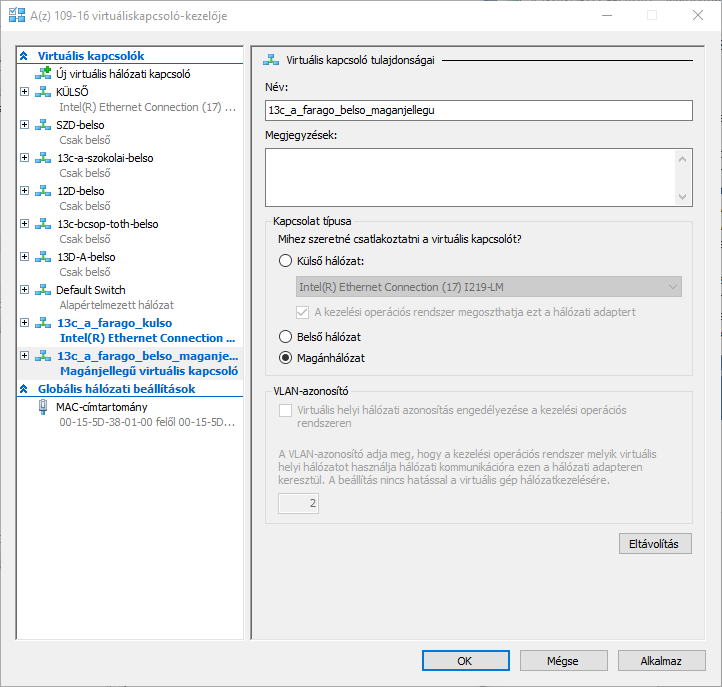 A(z) 109-16 virtuáliskapcsoló-kezelője
Virtuális kapcsolók
Új virtuális hálózati kapcsoló
KÜLSŐ
Intel(R) Ethernet Connection (17) ...
SZD-belso
Csak belső
13c-a-szokolai-belso
Csak belső
12D-belso
Csak belső
13c-bcsop-toth-belso
Csak belső
13D-A-belso
Csak belső
Default Switch
Alapértelmezett hálózat
13c_a_farago_kulso
Intel(R) Ethernet Connection ...
13c_a_farago_belso_maganje...
Magánjellegű virtuális kapcsoló
Globális hálózati beállítások
MAC-címtartomány
00-15-5D-38-01-00 felől 00-15-5D...
Virtuális kapcsoló tulajdonságai
Név:
13c_a_farago_belso_maganjellegu
Megjegyzések:
Kapcsolat típusa
Mihez szeretné csatlakoztatni a virtuális kapcsolót?
Külső hálózat:
Intel(R) Ethernet Connection (17) I219-LM
A kezelési operációs rendszer megoszthatja ezt a hálózati adaptert
Belső hálózat
Magánhálózat
VLAN-azonosító
Virtuális helyi hálózati azonosítás engedélyezése a kezelési operációs
rendszeren
A VLAN-azonosító adja meg, hogy a kezelési operációs rendszer melyik virtuális
helyi hálózatot használja hálózati kommunikációra ezen a hálózati adapteren
keresztül. A beállítás nincs hatással a virtuális gép hálózatkezelésére.
2
Eltávolítás
OK
Mégse
Alkalmaz